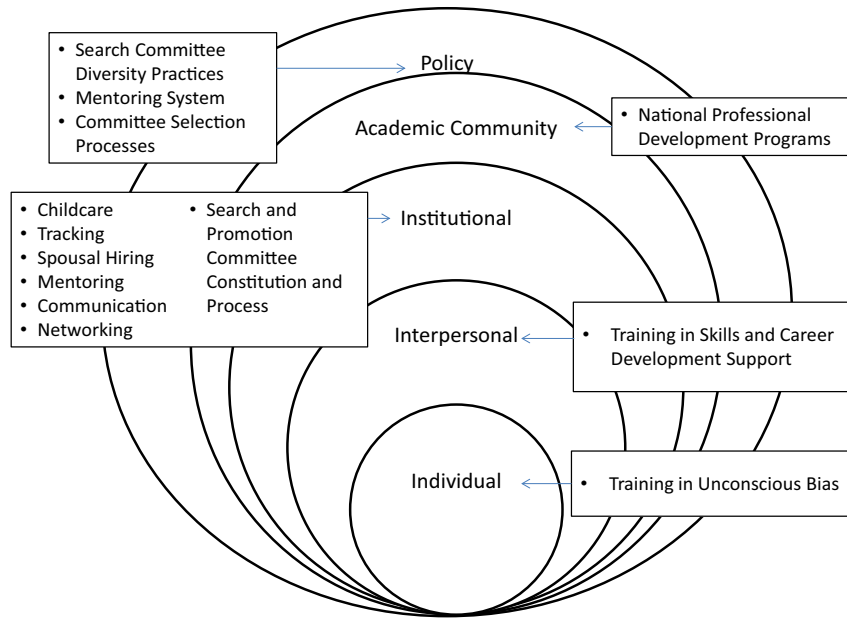 • Search Committee
Diversity Practices
• Mentoring System
• Committee Selection
Processes
Policy
Academic Community
• National Professional
Development Programs
• Childcare
• Tracking
• Spousal Hiring
• Mentoring
• Communication
• Networking
• Search and
Promotion
Committee
Constitution and
Process
Institutional
Interpersonal
• Training in Skills and Career
Development Support
Individual
• Training in Unconscious Bias